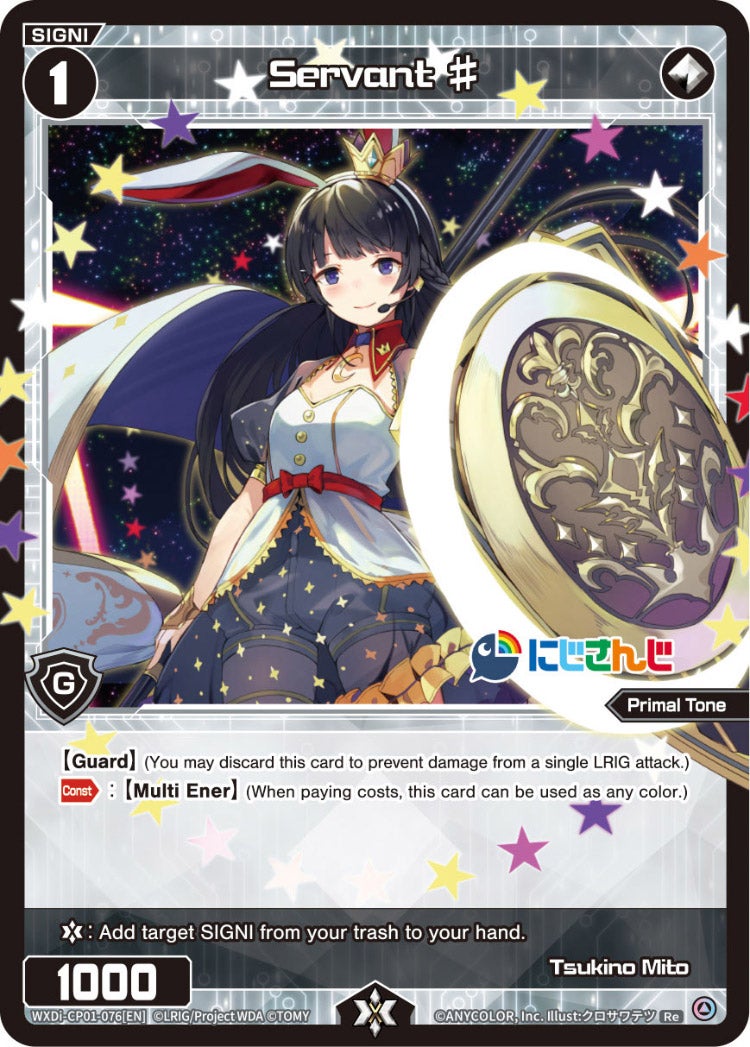 SIGNI
1
Servant #
にじさんじ
G
Primal Tone
【Guard】 (You may discard this card to prevent damage from a single LRIG attack.)
Const : 【Multi Ener】 (When paying costs, this card can be used as any color.)
: Add target SIGNI from your trash to your hand.
Tsukino Mito
1000
WXDi-CP01-076[EN] ©LRIG/Project WDA ©TOMY ©ANYCOLOR, Inc. Illust:クロサワテツ Re